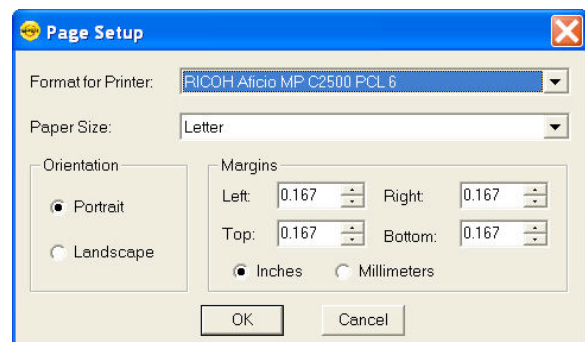 Page Setup
Format for Printer: RICOH Aficio MP C2500 PCL 6
Paper Size: Letter
Orientation
Portrait
Landscape
Margins
Left: 0.167 Right: 0.167
Top: 0.167 Bottom: 0.167
Inches Millimeters
OK Cancel